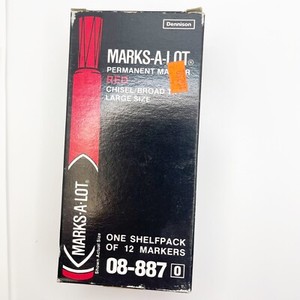 Dennison
MARKS-A-LOT®
PERMANENT MARKER
RED
CHISEL/BROAD
LARGE SIZE
MARKS-A-LOT®
ONE SHELFPACK
OF 12 MARKERS
08-887 0